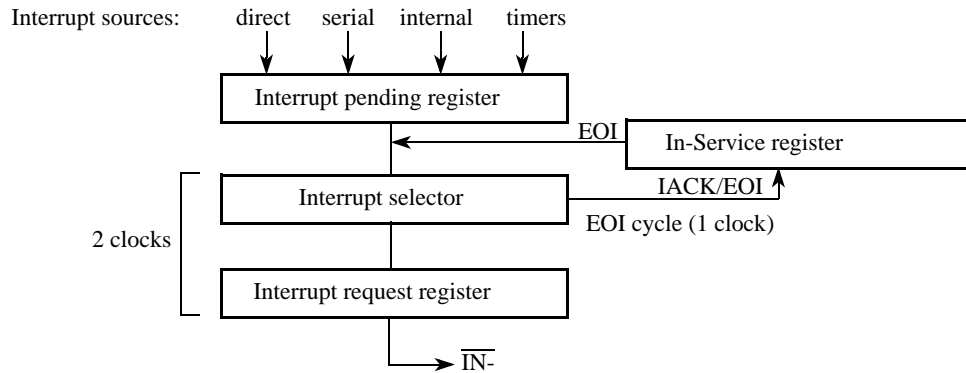 Interrupt sources: direct serial internal timers
Interrupt pending register
EOI
In-Service register
Interrupt selector
IACK/EOI
EOI cycle (1 clock)
2 clocks
Interrupt request register
IN-